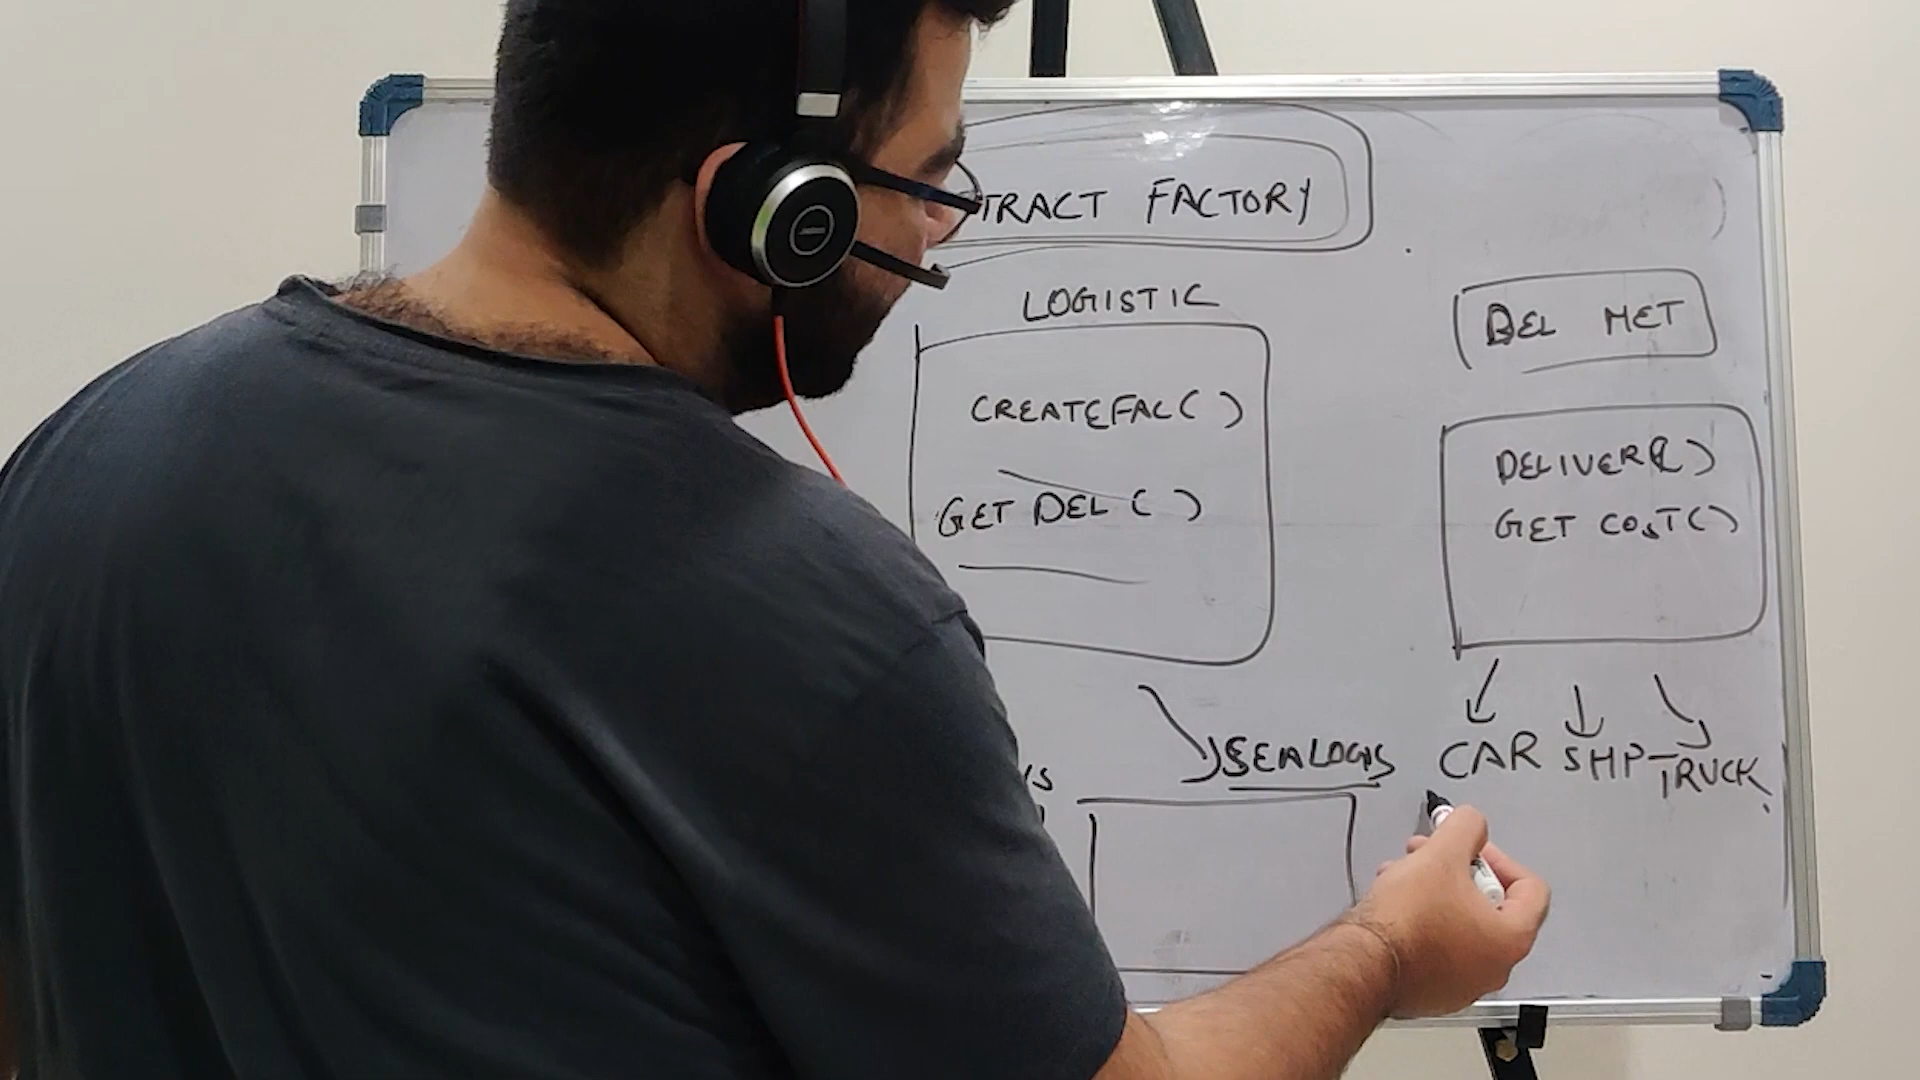 TRACT FACTORY
LOGISTIC
CREATEFAC()
GET DEL ()
DEL MET
DELIVER()
GET COST()
SEALOGIS
CAR SHP TRUCK